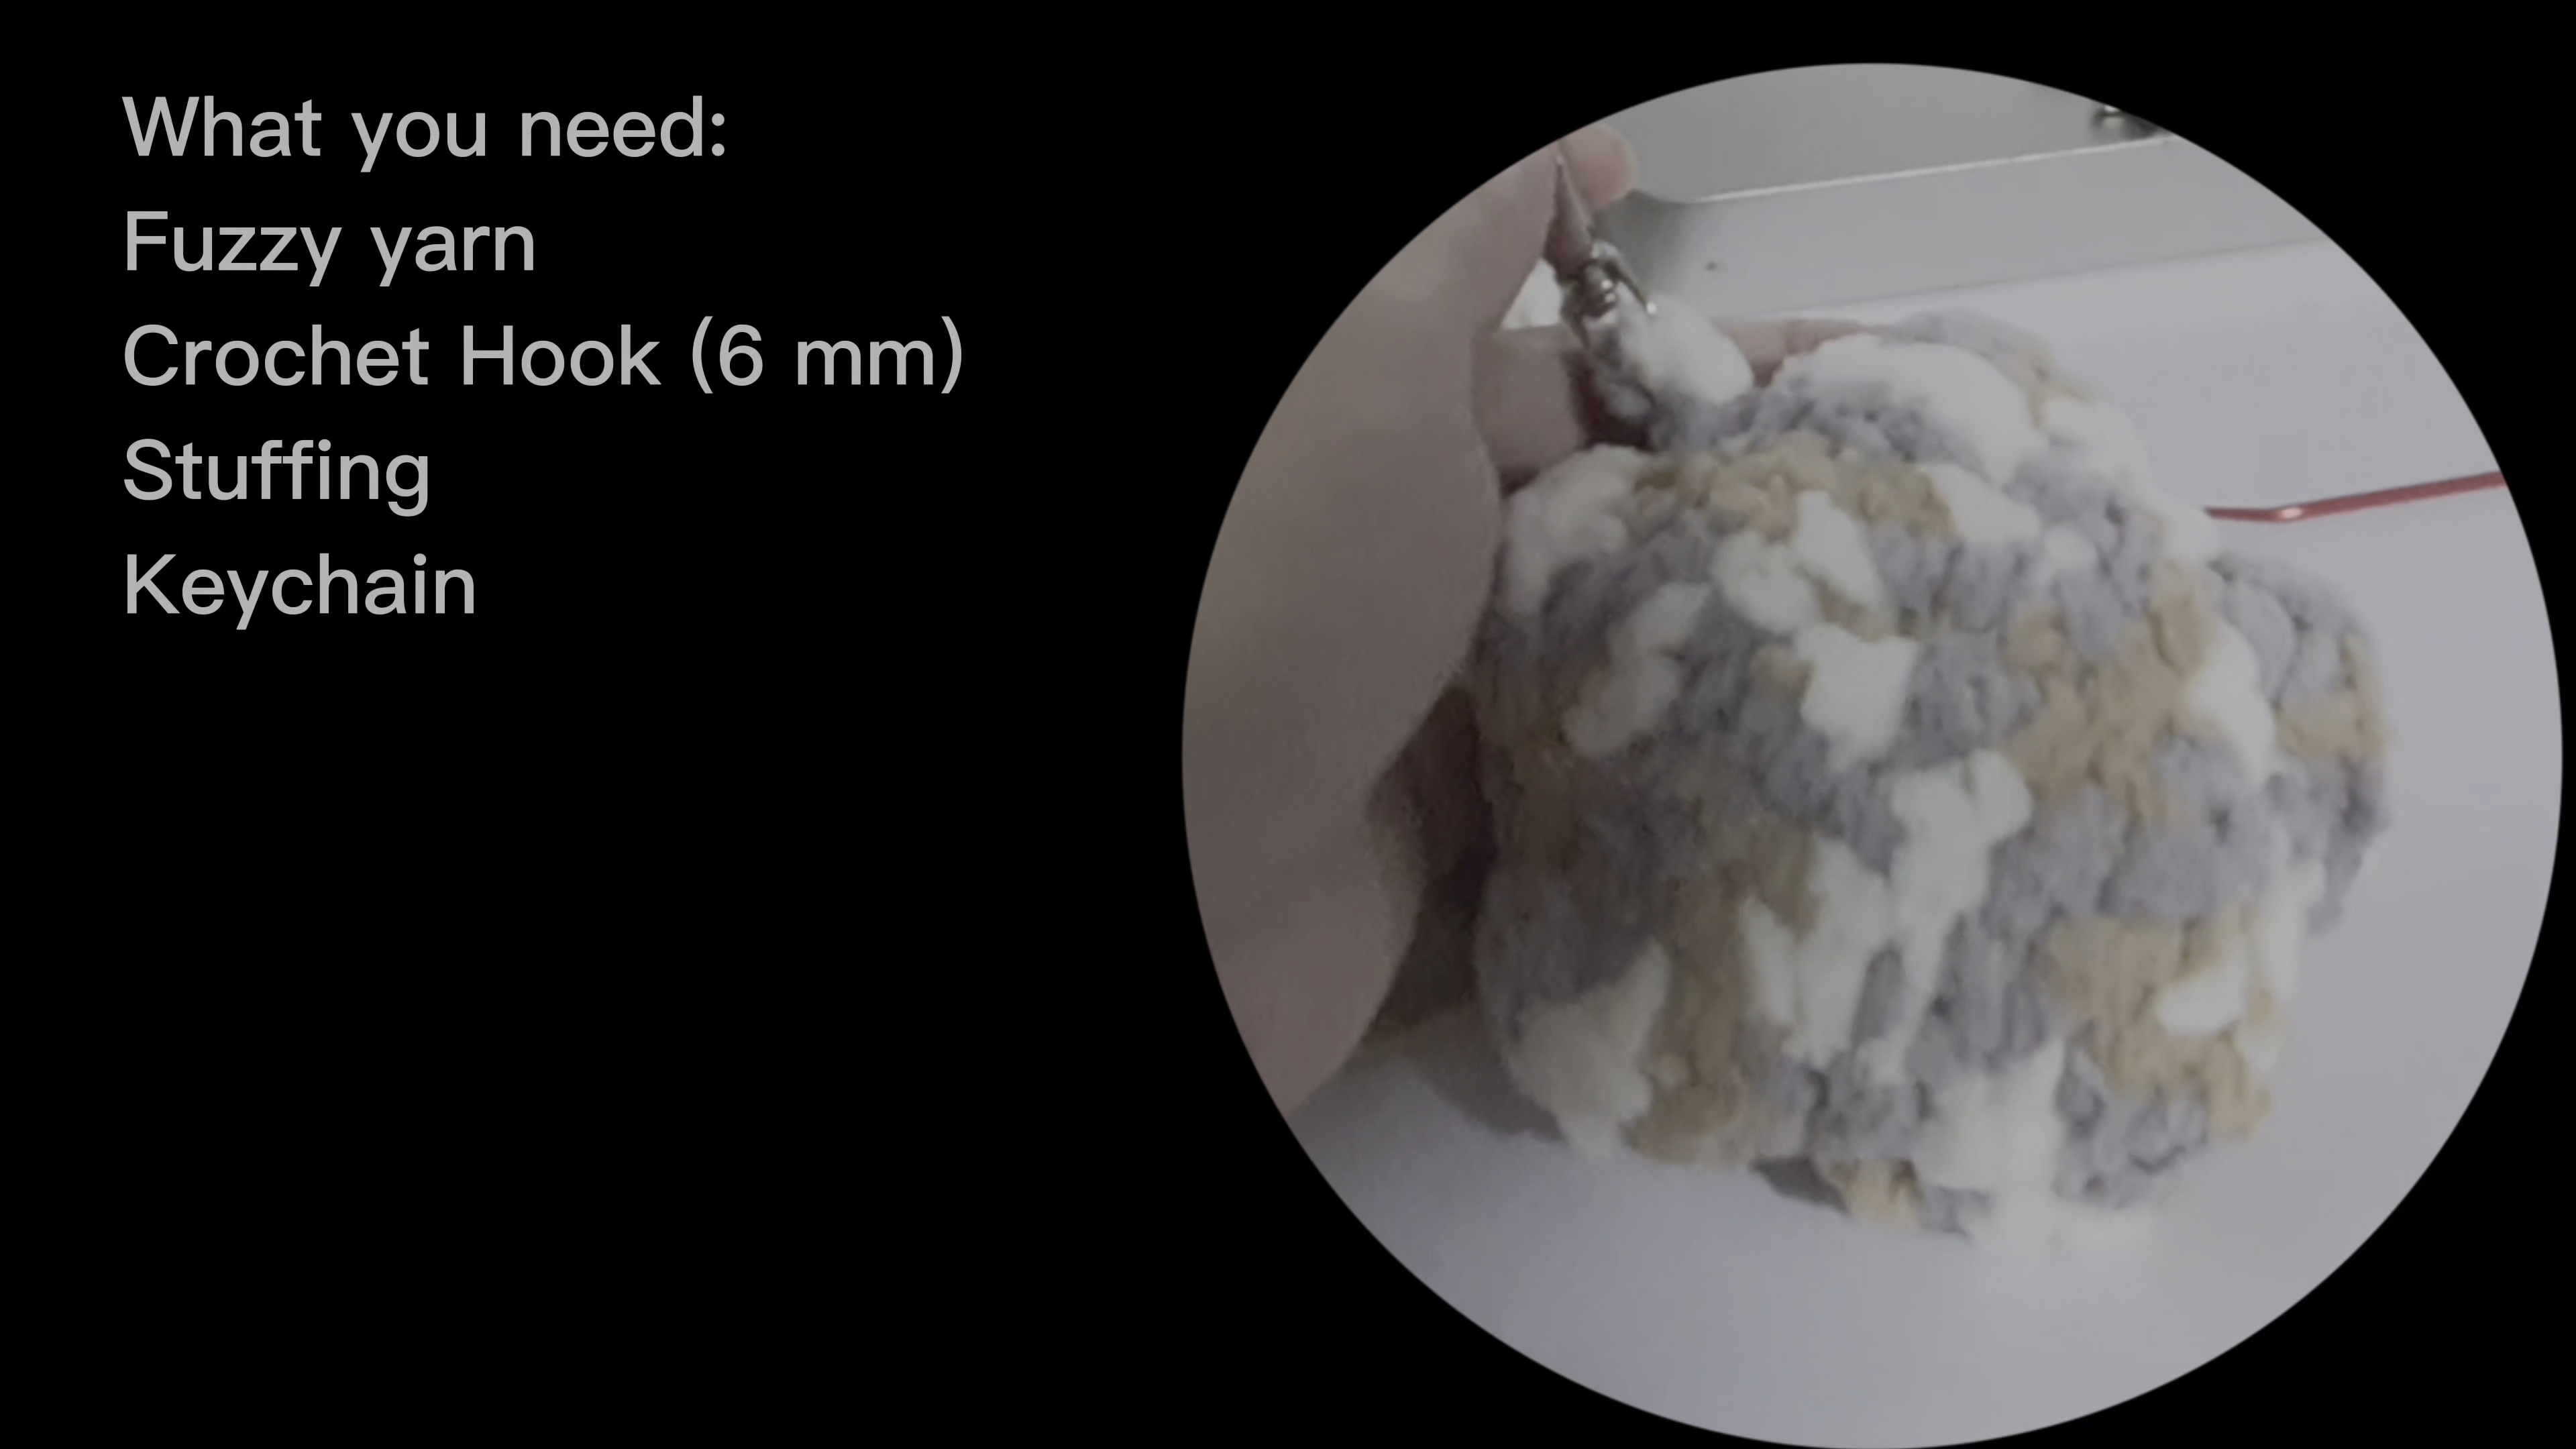 What you need:
Fuzzy yarn
Crochet Hook (6 mm)
Stuffing
Keychain